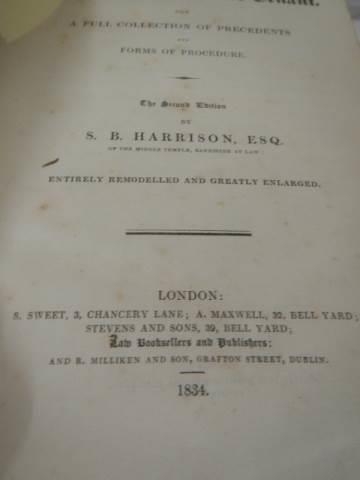 Tenant.
A FULL COLLECTION OF PRECEDENTS
AND
FORMS OF PROCEDURE.
The Second Edition
BY
S. B. HARRISON, ESQ.
OF THE MIDDLE TEMPLE, BARRISTER AT LAW
ENTIRELY REMODELLED AND GREATLY ENLARGED.
LONDON:
S. SWEET, 3, CHANCERY LANE; A. MAXWELL, 32, BELL YARD;
STEVENS AND SONS, 39, BELL YARD;
Law Booksellers and Publishers:
AND R. MILLIKEN AND SON, GRAFTON STREET, DUBLIN.
1834.